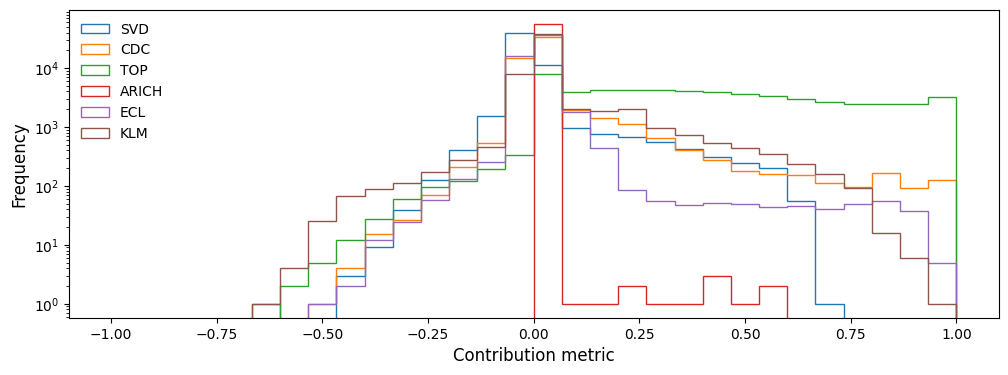 SVD
CDC
TOP
ARICH
ECL
KLM
Frequency
10⁴
10³
10²
10¹
10⁰
−1.00 −0.75 −0.50 −0.25 0.00 0.25 0.50 0.75 1.00
Contribution metric